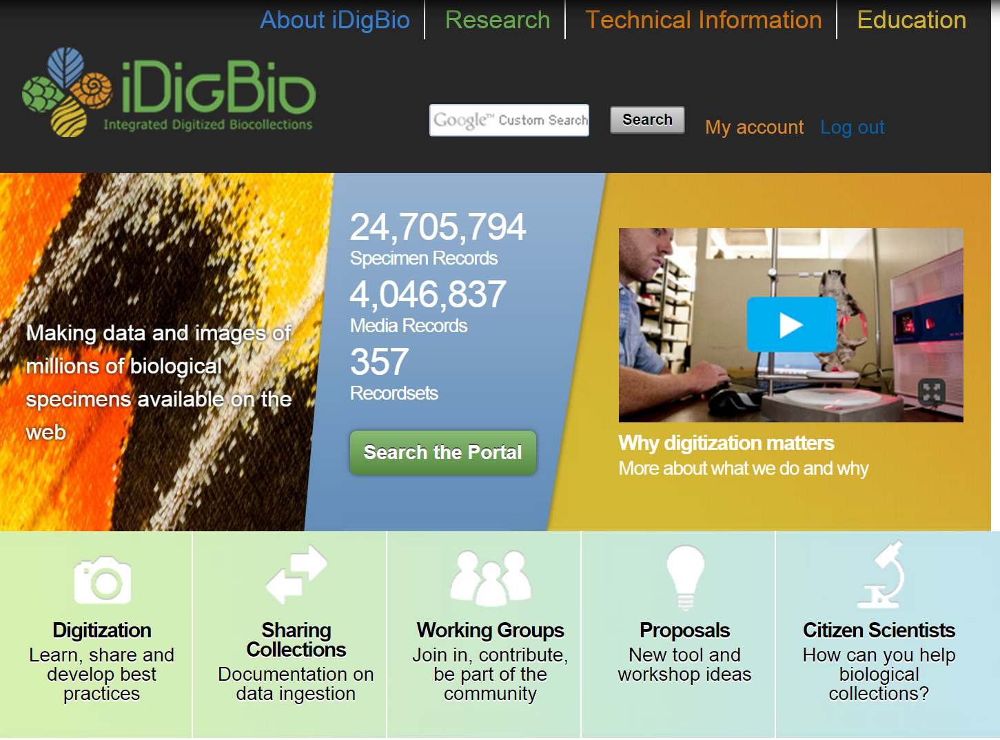 About iDigBio
Research
Technical Information
Education
iDigBio
Integrated Digitized Biocollections
Google™ Custom Search
Search
My account
Log out
Making data and images of
millions of biological
specimens available on the
web
24,705,794
Specimen Records
4,046,837
Media Records
357
Recordsets
Search the Portal
Why digitization matters
More about what we do and why
Digitization
Learn, share and
develop best
practices
Sharing
Collections
Documentation on
data ingestion
Working Groups
Join in, contribute,
be part of the
community
Proposals
New tool and
workshop ideas
Citizen Scientists
How can you help
biological
collections?